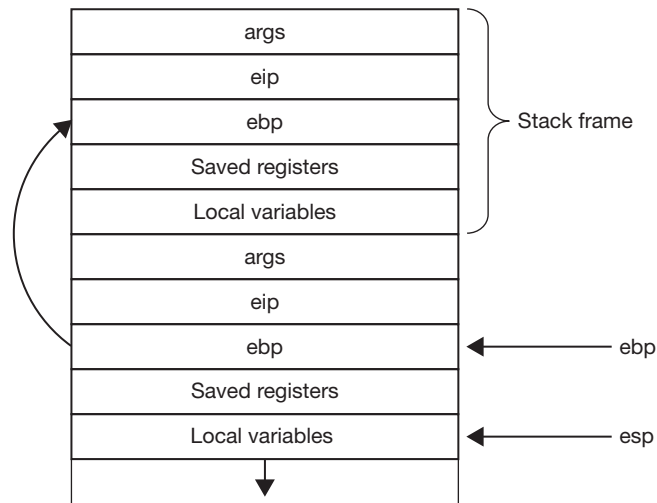 args
eip
ebp
Saved registers
Local variables
Stack frame
args
eip
ebp
ebp
Saved registers
Local variables
esp